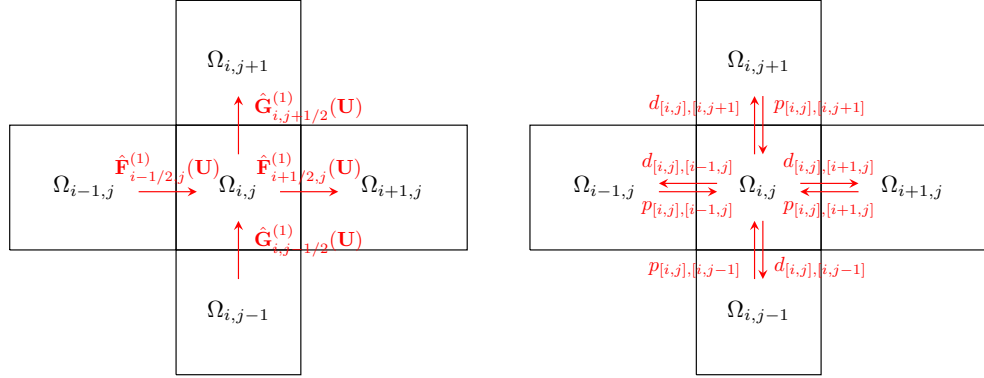 Ω_{i,j+1}
Ĝ^{(1)}_{i,j+1/2}(U)
F̂^{(1)}_{i−1/2,j}(U)
F̂^{(1)}_{i+1/2,j}(U)
Ω_{i−1,j}
Ω_{i,j}
Ω_{i+1,j}
Ĝ^{(1)}_{i,j−1/2}(U)
Ω_{i,j−1}
Ω_{i,j+1}
d_{[i,j],[i,j+1]}
p_{[i,j],[i,j+1]}
d_{[i,j],[i−1,j]}
d_{[i,j],[i+1,j]}
Ω_{i−1,j}
Ω_{i,j}
Ω_{i+1,j}
p_{[i,j],[i−1,j]}
p_{[i,j],[i+1,j]}
p_{[i,j],[i,j−1]}
d_{[i,j],[i,j−1]}
Ω_{i,j−1}